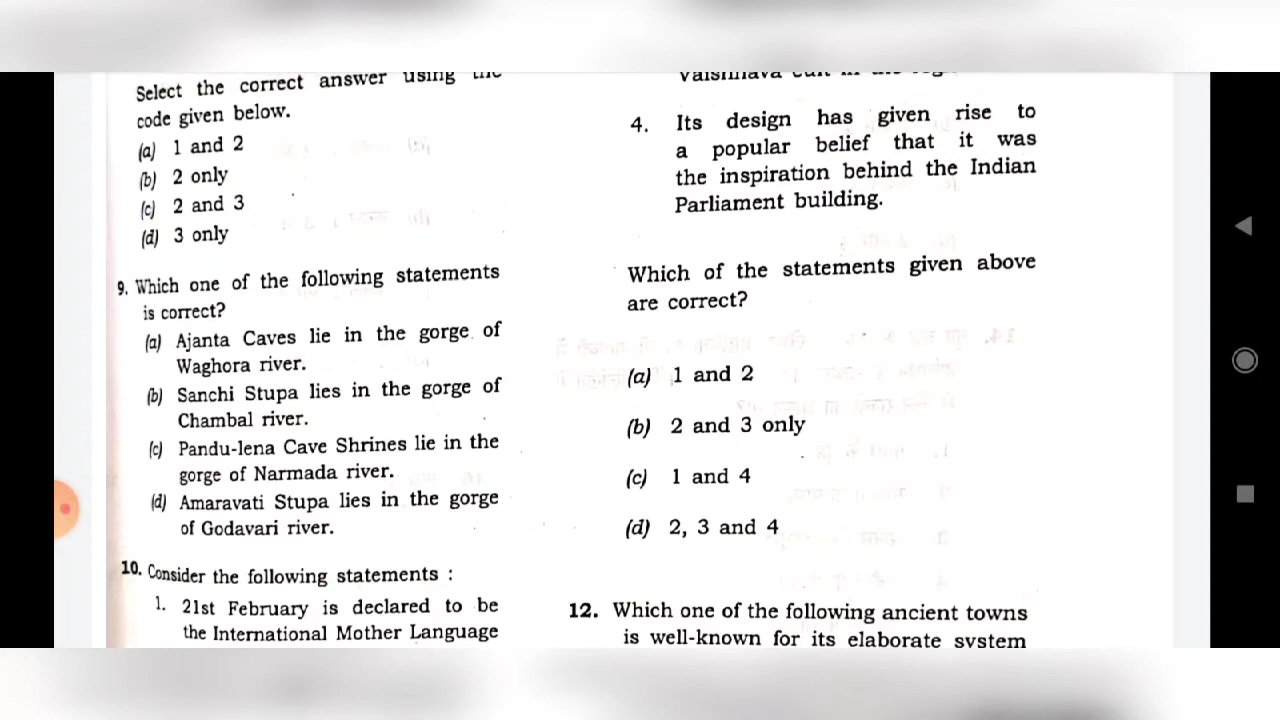 Select the correct answer using the
code given below.
(a) 1 and 2
(b) 2 only
(c) 2 and 3
(d) 3 only
9. Which one of the following statements
is correct?
(a) Ajanta Caves lie in the gorge of
Waghora river.
(b) Sanchi Stupa lies in the gorge of
Chambal river.
(c) Pandu-lena Cave Shrines lie in the
gorge of Narmada river.
(d) Amaravati Stupa lies in the gorge
of Godavari river.
10. Consider the following statements :
1. 21st February is declared to be
the International Mother Language
4. Its design has given rise to
a popular belief that it was
the inspiration behind the Indian
Parliament building.
Which of the statements given above
are correct?
(a) 1 and 2
(b) 2 and 3 only
(c) 1 and 4
(d) 2, 3 and 4
12. Which one of the following ancient towns
is well-known for its elaborate system